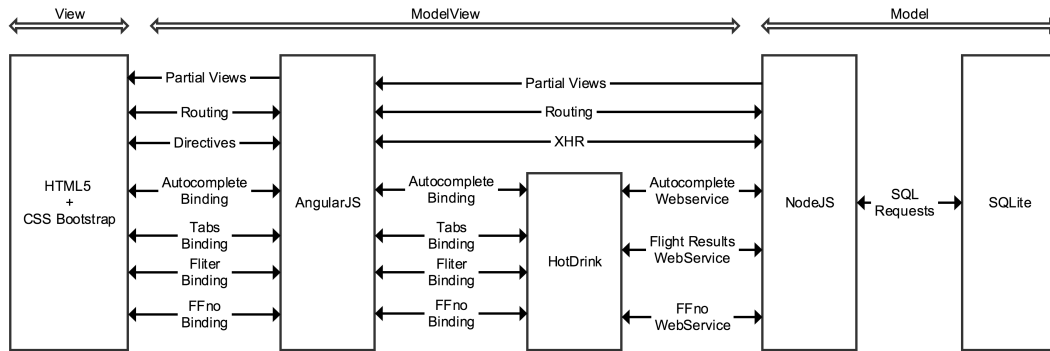 View
ModelView
Model
HTML5
+
CSS Bootstrap
Partial Views
Routing
Directives
Autocomplete
Binding
Tabs
Binding
Fliter
Binding
FFno
Binding
AngularJS
Partial Views
Routing
XHR
Autocomplete
Binding
Tabs
Binding
Fliter
Binding
FFno
Binding
HotDrink
Autocomplete
Webservice
Flight Results
WebService
FFno
WebService
NodeJS
SQL
Requests
SQLite